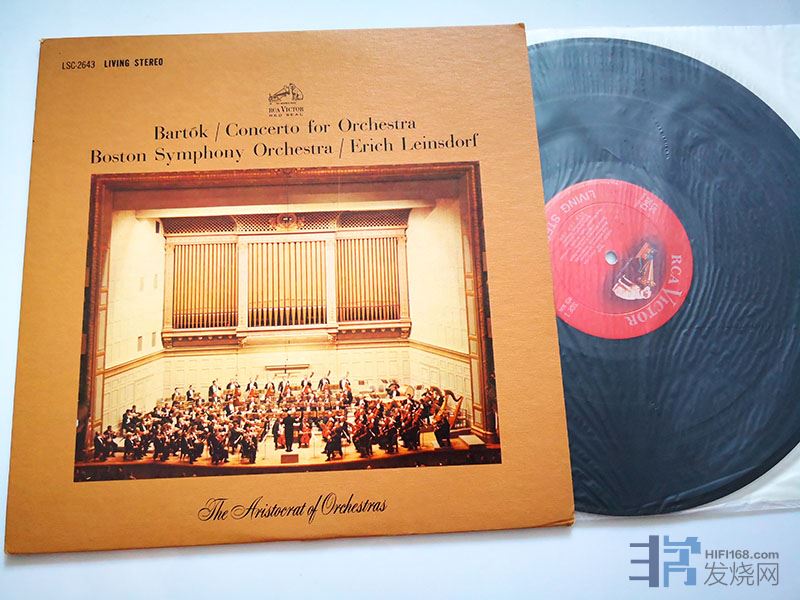 LSC-2643 LIVING STEREO
RCA VICTOR
RED SEAL
Bartók / Concerto for Orchestra
Boston Symphony Orchestra / Erich Leinsdorf
The Aristocrat of Orchestras
LIVING STE
RCA VICTOR
HIFI168.com
发烧网